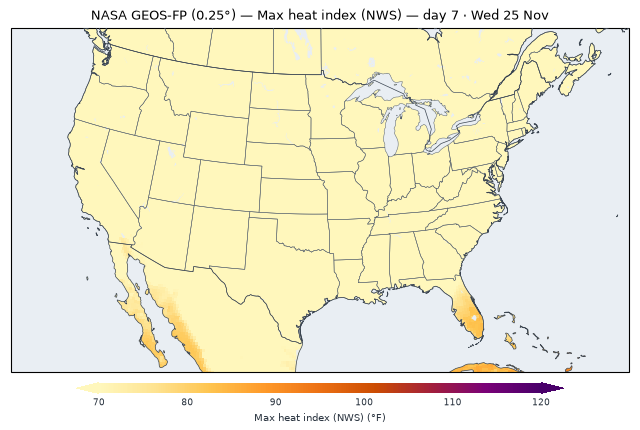 NASA GEOS-FP (0.25°) — Max heat index (NWS) — day 7 · Wed 25 Nov
70 80 90 100 110 120
Max heat index (NWS) (°F)